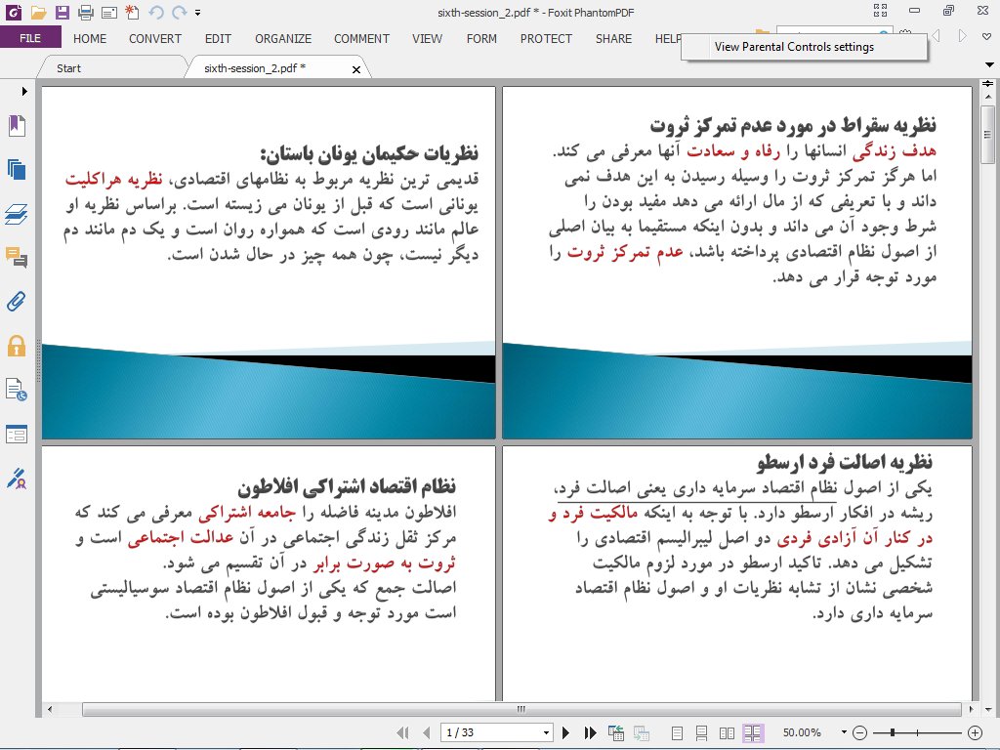 sixth-session_2.pdf * - Foxit PhantomPDF
FILE HOME CONVERT EDIT ORGANIZE COMMENT VIEW FORM PROTECT SHARE HELP
View Parental Controls settings
Start
sixth-session_2.pdf *
نظریات حکیمان یونان باستان:
قدیمی ترین نظریه مربوط به نظامهای اقتصادی، نظریه هراکلیت
یونانی است که قبل از یونان می زیسته است. براساس نظریه او
عالم مانند رودی است که همواره روان است و یک دم مانند دم
دیگر نیست، چون همه چیز در حال شدن است.
نظریه سقراط در مورد عدم تمرکز ثروت
هدف زندگی انسانها را رفاه و سعادت آنها معرفی می کند.
اما هرگز تمرکز ثروت را وسیله رسیدن به این هدف نمی
داند و با تعریفی که از مال ارائه می دهد مفید بودن را
شرط وجود آن می داند و بدون اینکه مستقیما به بیان اصلی
از اصول نظام اقتصادی پرداخته باشد، عدم تمرکز ثروت را
مورد توجه قرار می دهد.
نظام اقتصاد اشتراکی افلاطون
افلاطون مدینه فاضله را جامعه اشتراکی معرفی می کند که
مرکز ثقل زندگی اجتماعی در آن عدالت اجتماعی است و
ثروت به صورت برابر در آن تقسیم می شود.
اصالت جمع که یکی از اصول نظام اقتصاد سوسیالیستی
است مورد توجه و قبول افلاطون بوده است.
نظریه اصالت فرد ارسطو
یکی از اصول نظام اقتصاد سرمایه داری یعنی اصالت فرد،
ریشه در افکار ارسطو دارد. با توجه به اینکه مالکیت فرد و
در کنار آن آزادی فردی دو اصل لیبرالیسم اقتصادی را
تشکیل می دهد. تاکید ارسطو در مورد لزوم مالکیت
شخصی نشان از تشابه نظریات او و اصول نظام اقتصاد
سرمایه داری دارد.
1 / 33
50.00%